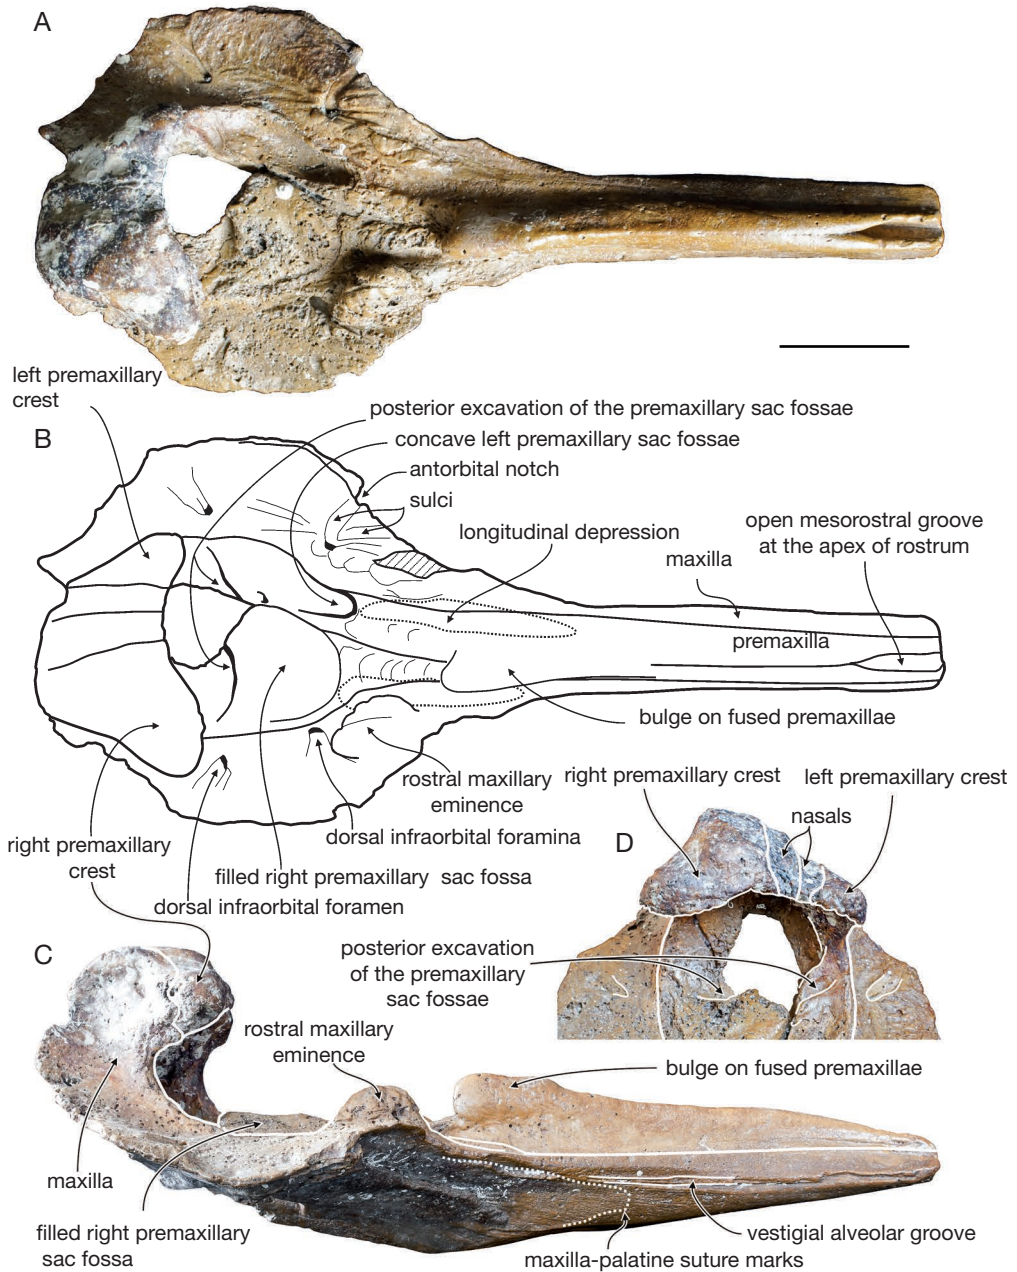 A
left premaxillary
crest
B
posterior excavation of the premaxillary sac fossae
concave left premaxillary sac fossae
antorbital notch
sulci
longitudinal depression
open mesorostral groove
at the apex of rostrum
maxilla
premaxilla
bulge on fused premaxillae
rostral maxillary
eminence
dorsal infraorbital foramina
right premaxillary
crest
filled right premaxillary sac fossa
dorsal infraorbital foramen
right premaxillary crest
left premaxillary crest
nasals
D
posterior excavation
of the premaxillary
sac fossae
C
rostral maxillary
eminence
bulge on fused premaxillae
maxilla
filled right premaxillary
sac fossa
vestigial alveolar groove
maxilla-palatine suture marks